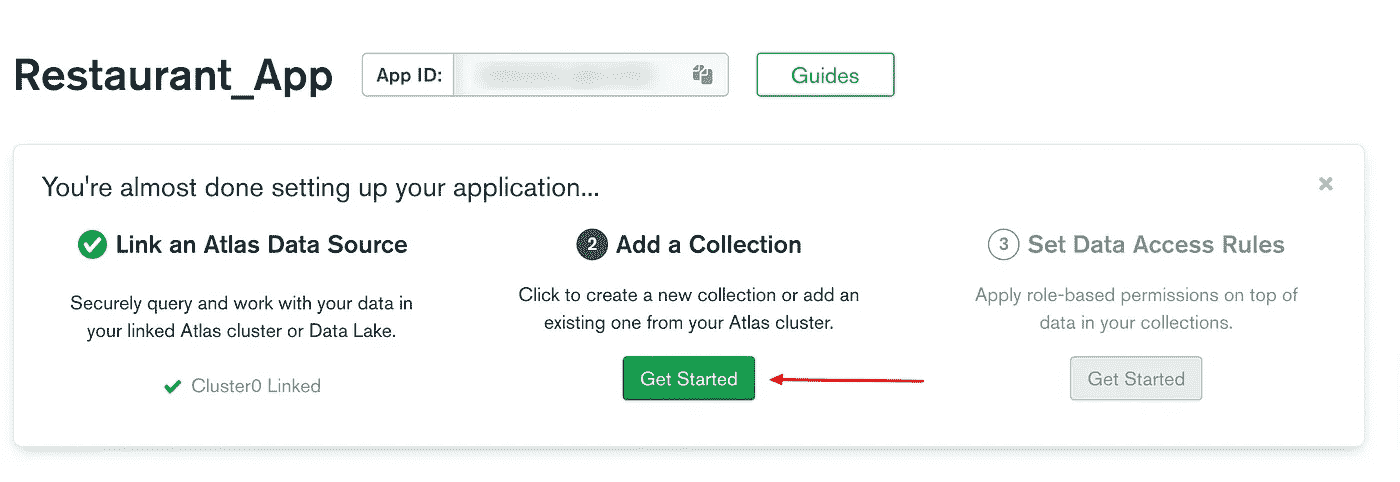 Restaurant_App
App ID:
Guides
You're almost done setting up your application...
Link an Atlas Data Source
Securely query and work with your data in
your linked Atlas cluster or Data Lake.
Cluster0 Linked
2 Add a Collection
Click to create a new collection or add an
existing one from your Atlas cluster.
Get Started
3 Set Data Access Rules
Apply role-based permissions on top of
data in your collections.
Get Started